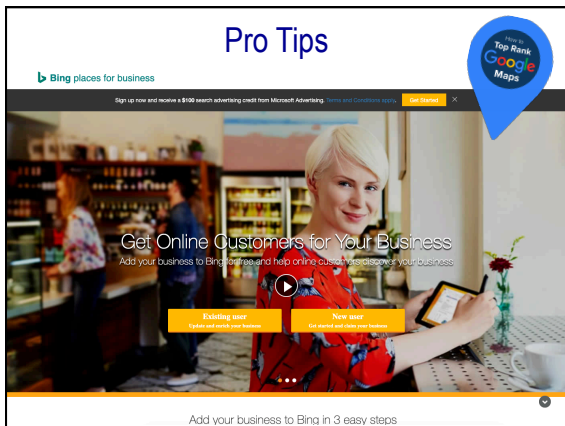 Pro Tips
How to
Top Rank
Google
Maps
Bing places for business
Sign up now and receive a $100 search advertising credit from Microsoft Advertising. Terms and Conditions apply. Get Started
Get Online Customers for Your Business
Add your business to Bing for free and help online customers discover your business
Existing user
Update and enrich your business
New user
Get started and claim your business
Add your business to Bing in 3 easy steps